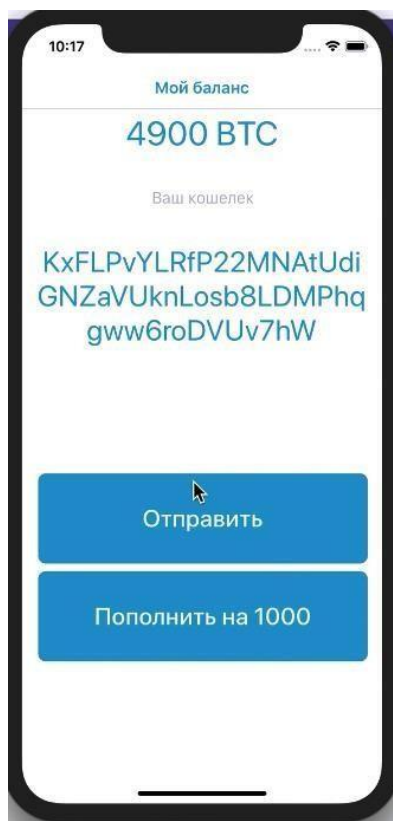 10:17
Мой баланс
4900 BTC
Ваш кошелек
KxFLPvYLRfP22MNAtUdi
GNZaVUknLosb8LDMPhq
gww6roDVUv7hW
Отправить
Пополнить на 1000